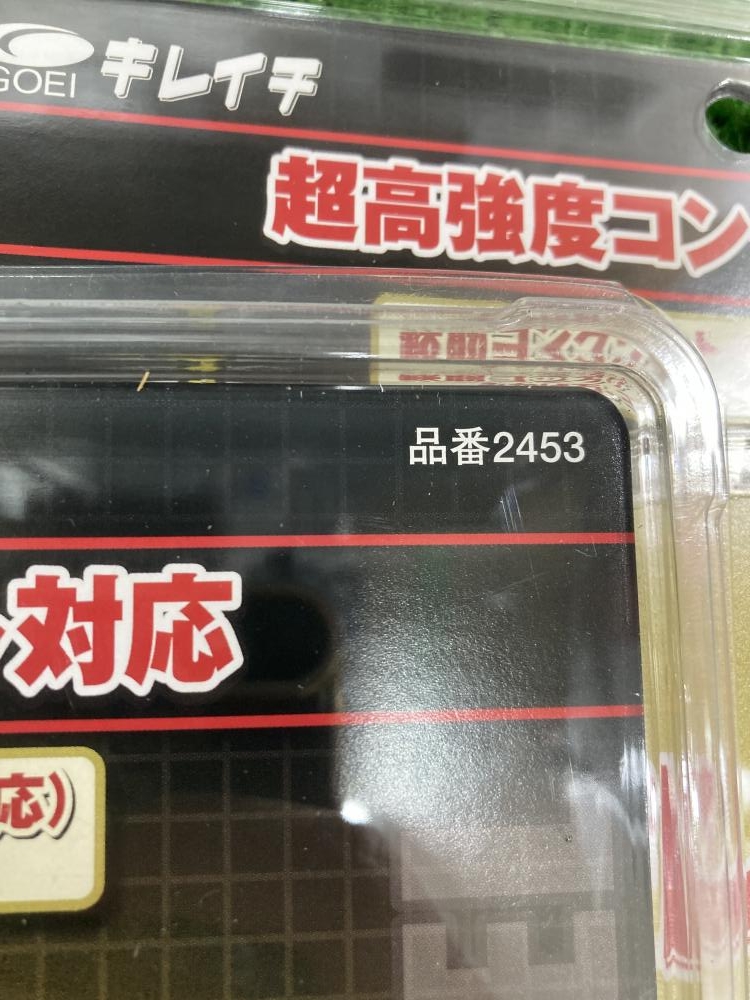 GOEI キレイチ
超高強度コン
品番2453
対応
応)